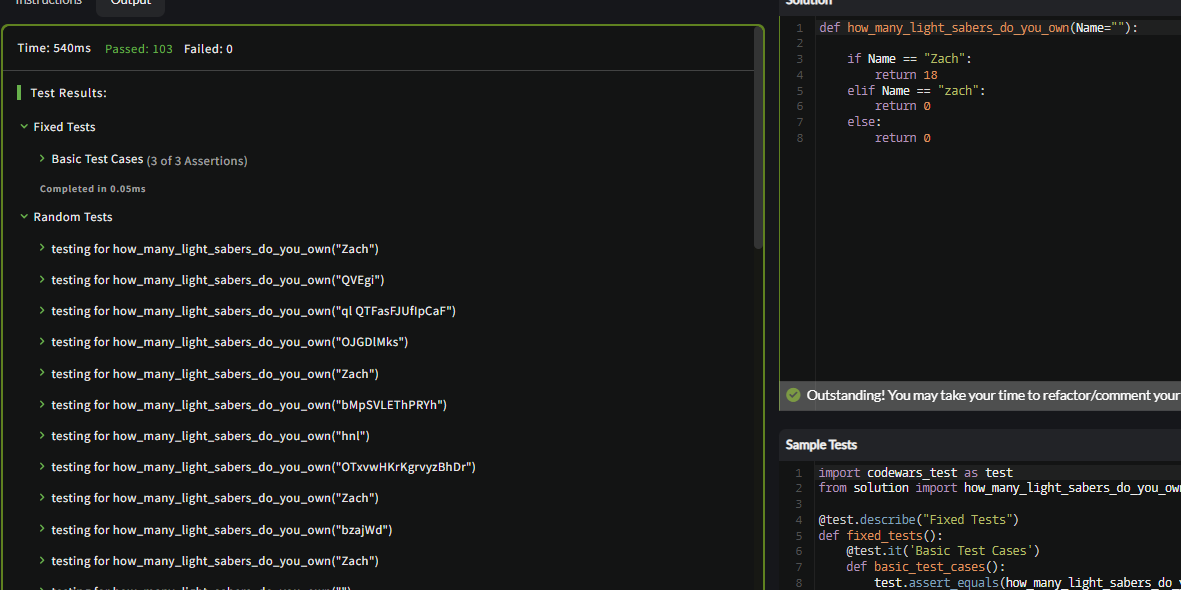 Instructions
Output
Time: 540ms Passed: 103 Failed: 0
Test Results:
Fixed Tests
Basic Test Cases (3 of 3 Assertions)
Completed in 0.05ms
Random Tests
testing for how_many_light_sabers_do_you_own("Zach")
testing for how_many_light_sabers_do_you_own("QVEgi")
testing for how_many_light_sabers_do_you_own("ql QTFasFJUfIpCaF")
testing for how_many_light_sabers_do_you_own("OJGDlMks")
testing for how_many_light_sabers_do_you_own("Zach")
testing for how_many_light_sabers_do_you_own("bMpSVLEThPRYh")
testing for how_many_light_sabers_do_you_own("hnl")
testing for how_many_light_sabers_do_you_own("OTxvwHKrKgrvyzBhDr")
testing for how_many_light_sabers_do_you_own("Zach")
testing for how_many_light_sabers_do_you_own("bzajWd")
testing for how_many_light_sabers_do_you_own("Zach")
testing for how_many_light_sabers_do_you_own("")
Solution
1 def how_many_light_sabers_do_you_own(Name=""):
2
3 if Name == "Zach":
4 return 18
5 elif Name == "zach":
6 return 0
7 else:
8 return 0
Outstanding! You may take your time to refactor/comment your
Sample Tests
1 import codewars_test as test
2 from solution import how_many_light_sabers_do_you_own
3
4 @test.describe("Fixed Tests")
5 def fixed_tests():
6 @test.it('Basic Test Cases')
7 def basic_test_cases():
8 test.assert_equals(how_many_light_sabers_do_y